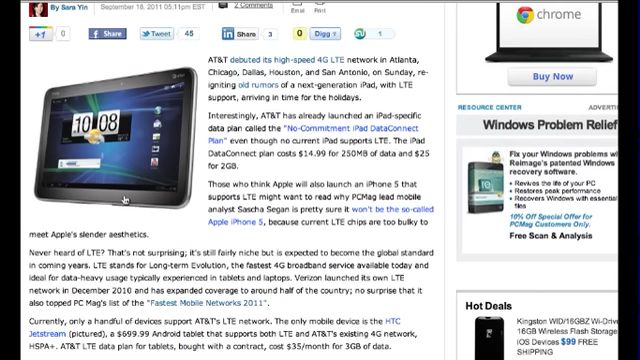 By Sara Yin
September 18, 2011 05:11pm EST
2 Comments
Email
Print
+1
0
Share
Tweet
45
Share
3
0
Digg
AT&T debuted its high-speed 4G LTE network in Atlanta,
Chicago, Dallas, Houston, and San Antonio, on Sunday, re-
igniting old rumors of a next-generation iPad, with LTE
support, arriving in time for the holidays.
Interestingly, AT&T has already launched an iPad-specific
data plan called the "No-Commitment iPad DataConnect
Plan" even though no current iPad supports LTE. The iPad
DataConnect plan costs $14.99 for 250MB of data and $25
for 2GB.
Those who think Apple will also launch an iPhone 5 that
supports LTE might want to read why PCMag lead mobile
analyst Sascha Segan is pretty sure it won't be the so-called
Apple iPhone 5, because current LTE chips are too bulky to
meet Apple's slender aesthetics.
Never heard of LTE? That's not surprising; it's still fairly niche but is expected to become the global standard
in coming years. LTE stands for Long-term Evolution, the fastest 4G broadband service available today and
ideal for data-heavy usage typically experienced in tablets and laptops. Verizon launched its own LTE
network in December 2010 and has expanded coverage to around half of the country; no surprise that
it also topped PC Mag's list of the "Fastest Mobile Networks 2011".
Currently, only a handful of devices support AT&T's LTE network. The only mobile device is the HTC
Jetstream (pictured), a $699.99 Android tablet that supports both LTE and AT&T's existing 4G network,
HSPA+. AT&T LTE data plan for tablets, bought with a contract, cost $35/month for 3GB of data.
10:08
chrome
Buy Now
RESOURCE CENTER
ADVERTI
Windows Problem Relief
Fix your Windows problems wi
Reimage's patented Windows
recovery software.
• Revives the life of your PC
• Restores peak performance
• Recovers Windows with essential
files
10% Off Special Offer for
PCMag Customers Only.
Free Scan & Analysis
Hot Deals
Kingston WiD/16GBZ Wi-Drive
16GB Wireless Flash Storage
iOS Devices $99 FREE
Shipping!